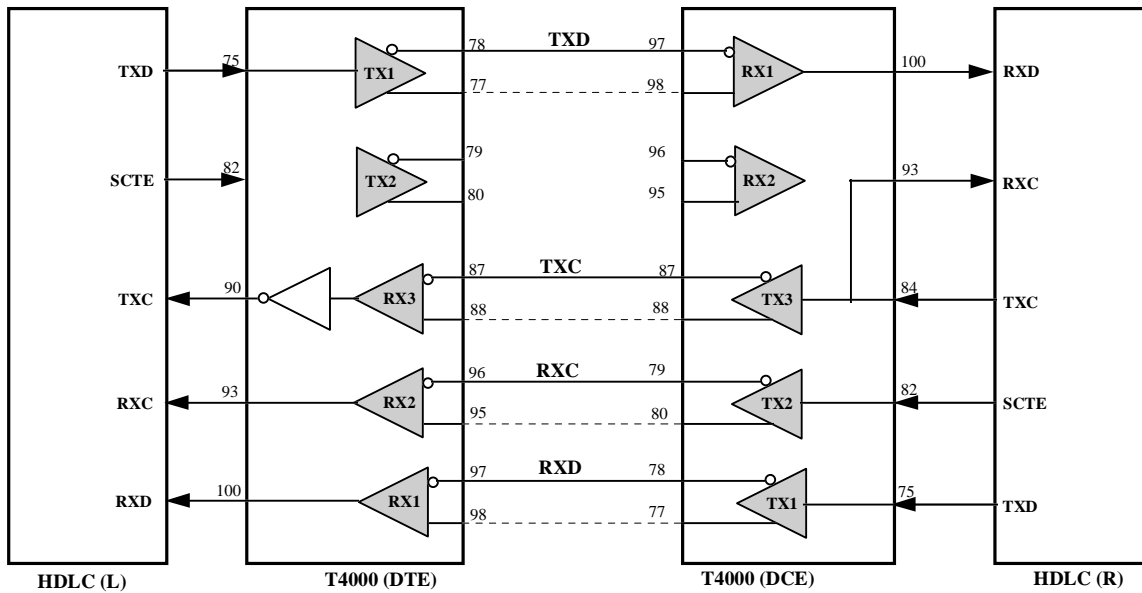 78 TXD 97
TXD 75 TX1 RX1 100 RXD
77 98
79 96
SCTE 82 TX2 RX2 93 RXC
80 95
87 TXC 87
TXC 90 RX3 TX3 84 TXC
88 88
96 RXC 79
RXC 93 RX2 TX2 82 SCTE
95 80
97 RXD 78
RXD 100 RX1 TX1 75 TXD
98 77
HDLC (L) T4000 (DTE) T4000 (DCE) HDLC (R)